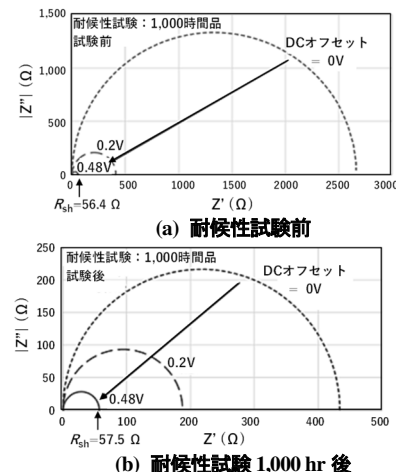 1,500
耐候性試験：1,000時間品
試験前
DCオフセット
= 0V
1,000
|Z"| (Ω)
500
0.2V
0.48V
0
0
500
1000
1500
2000
2500
3000
Rsh=56.4 Ω
Z' (Ω)
(a) 耐候性試験前
250
耐候性試験：1,000時間品
試験後
DCオフセット
= 0V
200
150
|Z"| (Ω)
100
0.2V
50
0.48V
0
0
100
200
300
400
500
Rsh=57.5 Ω
Z' (Ω)
(b) 耐候性試験 1,000 hr 後